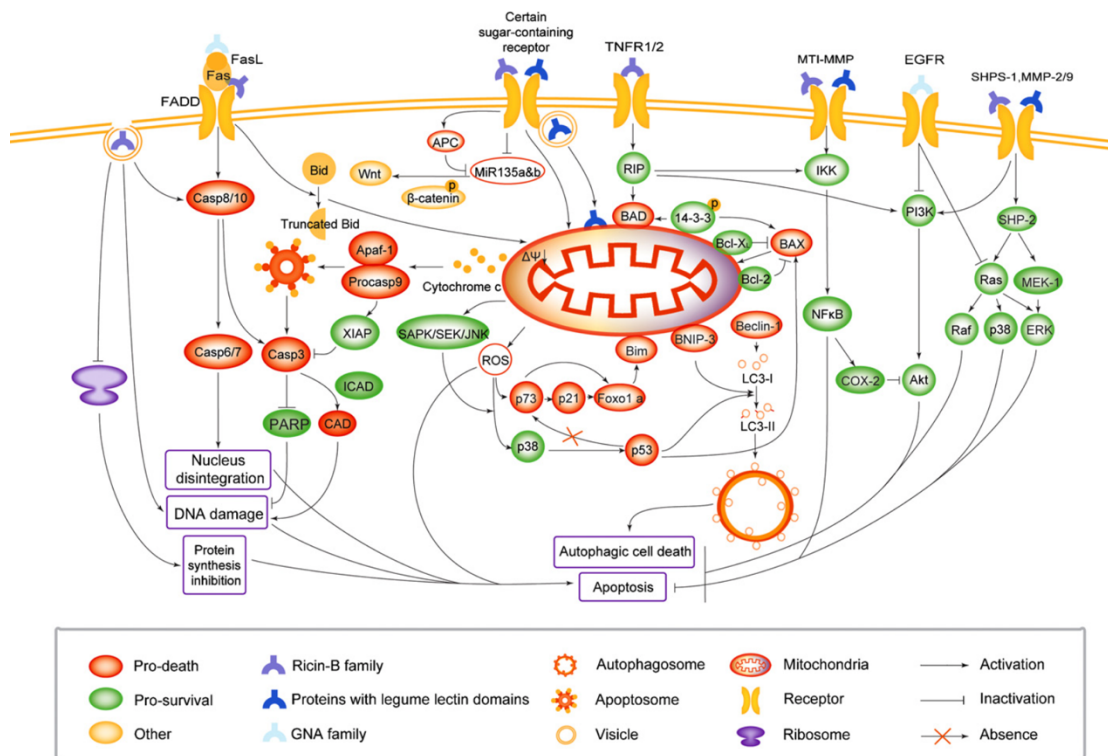 Certain
sugar-containing
receptor
TNFR1/2
MTI-MMP
EGFR
SHPS-1,MMP-2/9
FasL
Fas
FADD
APC
MiR135a&b
Wnt
β-catenin
p
Bid
Truncated Bid
Casp8/10
RIP
IKK
PI3K
SHP-2
BAD
14-3-3
p
Bcl-X
BAX
Bcl-2
ΔΨ
Apaf-1
Procasp9
Cytochrome c
Ras
MEK-1
XIAP
SAPK/SEK/JNK
NFκB
Raf
p38
ERK
Casp6/7
Casp3
ROS
Bim
BNIP-3
Beclin-1
LC3-I
LC3-II
ICAD
PARP
CAD
p73
p21
Foxo1 a
COX-2
Akt
p38
p53
Nucleus
disintegration
DNA damage
Protein
synthesis
inhibition
Autophagic cell death
Apoptosis
Pro-death
Ricin-B family
Autophagosome
Mitochondria
Activation
Pro-survival
Proteins with legume lectin domains
Apoptosome
Receptor
Inactivation
Other
GNA family
Visicle
Ribosome
Absence